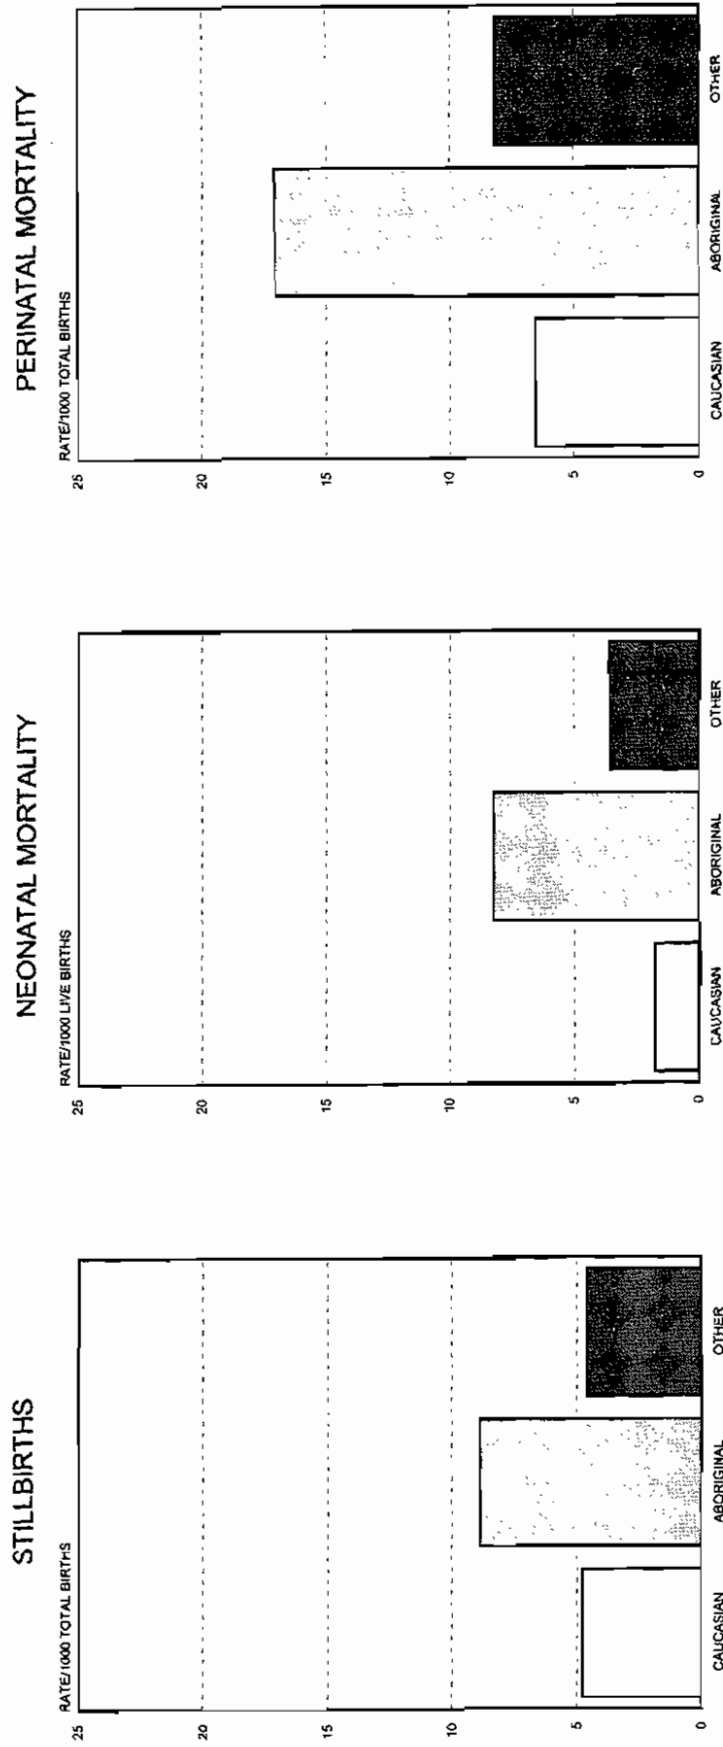 STILLBIRTHS
RATE/1000 TOTAL BIRTHS
25
20
15
10
5
0
CAUCASIAN
ABORIGINAL
OTHER
NEONATAL MORTALITY
RATE/1000 LIVE BIRTHS
25
20
15
10
5
0
CAUCASIAN
ABORIGINAL
OTHER
PERINATAL MORTALITY
RATE/1000 TOTAL BIRTHS
25
20
15
10
5
0
CAUCASIAN
ABORIGINAL
OTHER